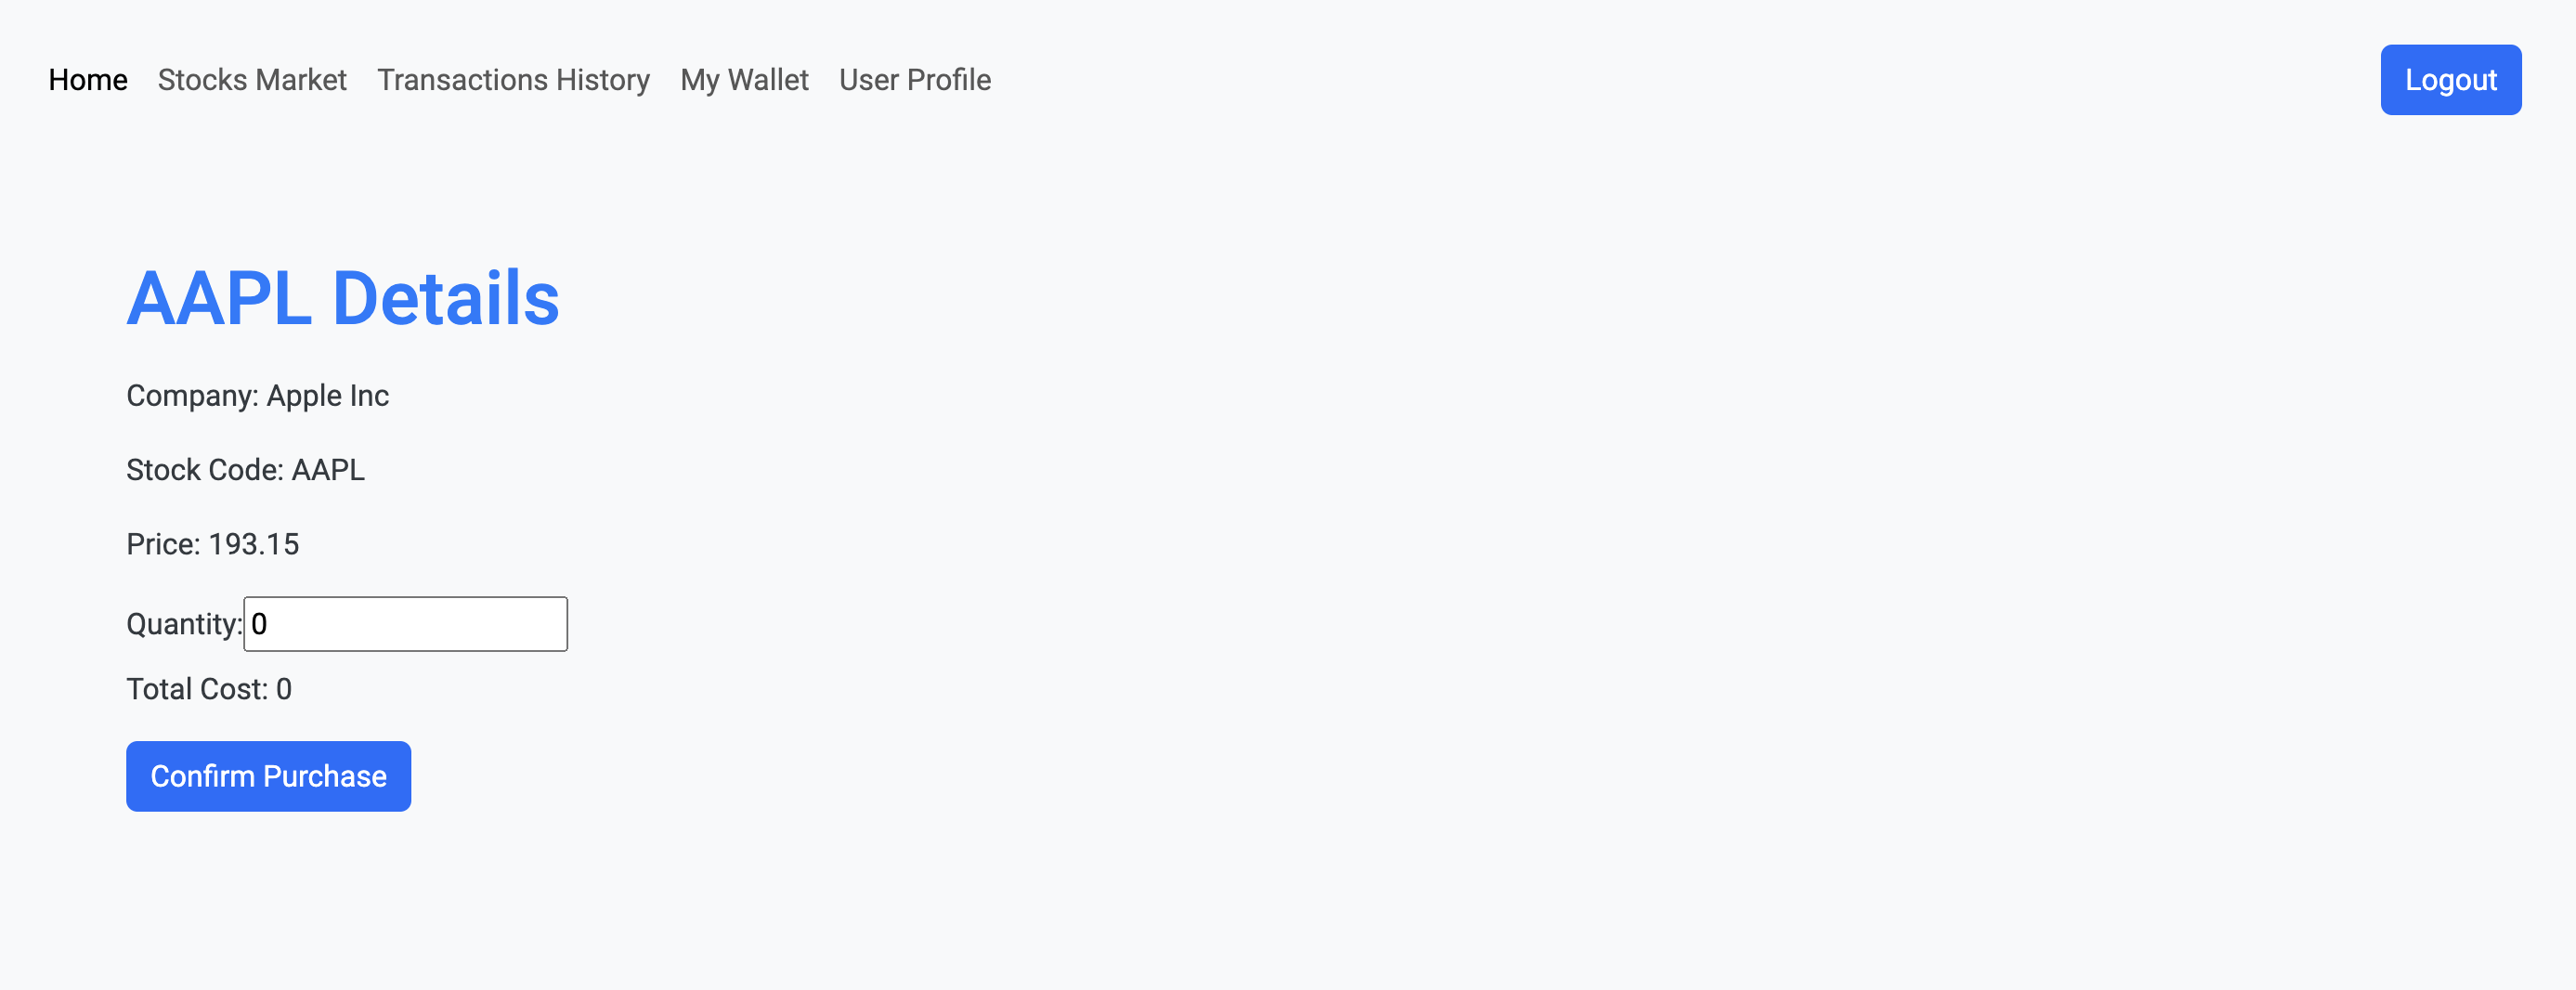 Home Stocks Market Transactions History My Wallet User Profile Logout
AAPL Details
Company: Apple Inc
Stock Code: AAPL
Price: 193.15
Quantity: 0
Total Cost: 0
Confirm Purchase